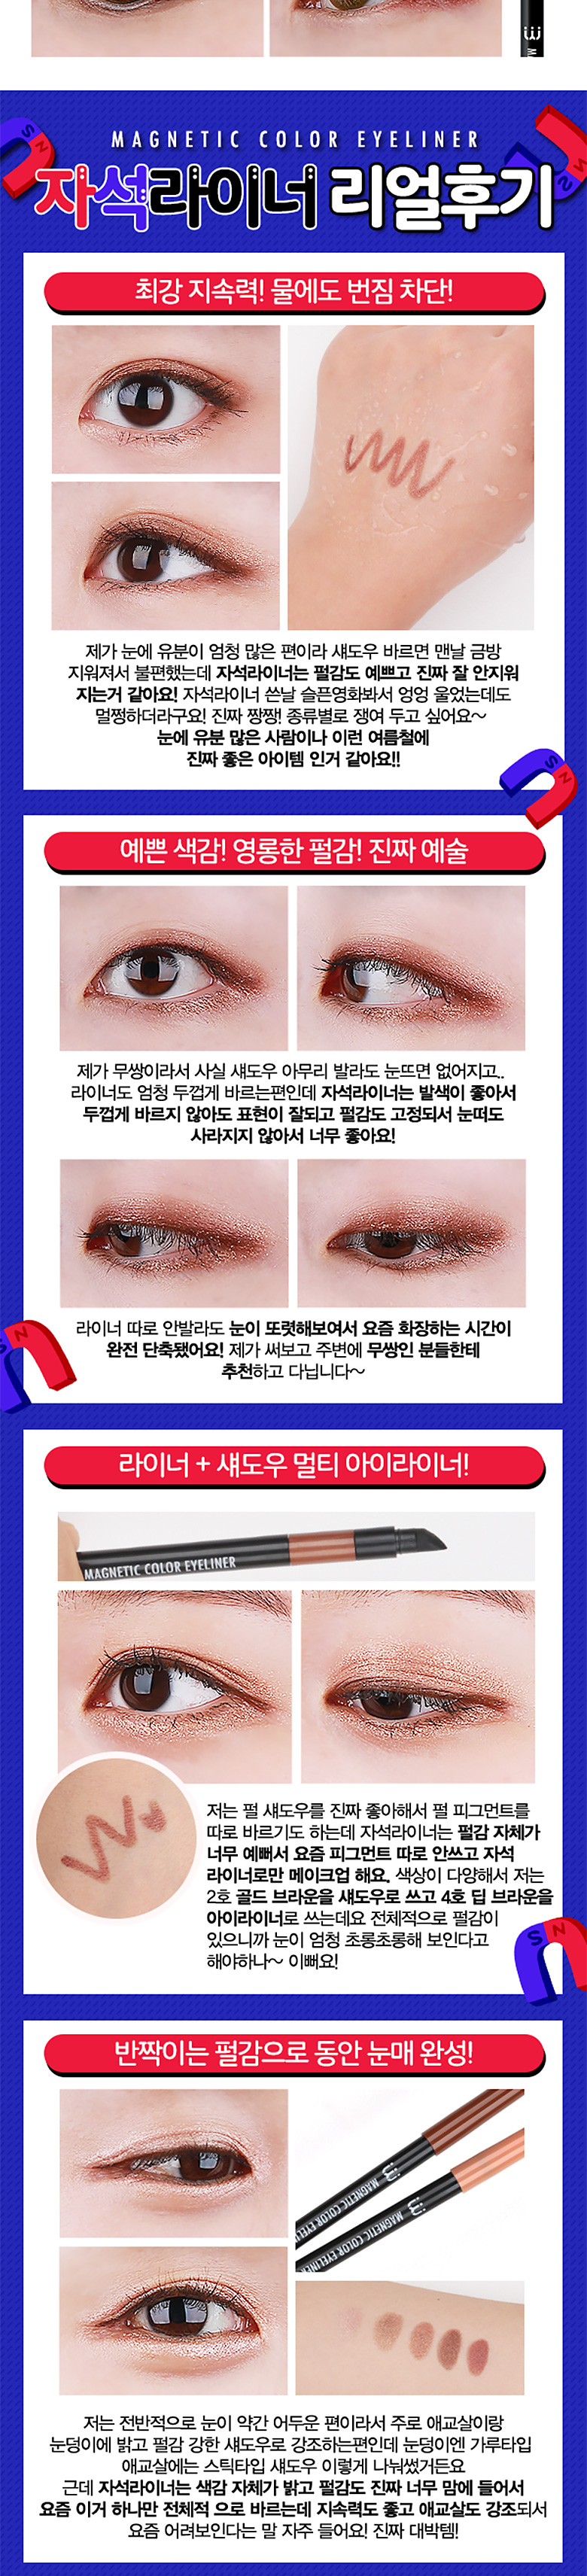 MAGNETIC COLOR EYELINER
자석라이너 리얼후기
최강 지속력! 물에도 번짐 차단!
제가 눈에 유분이 엄청 많은 편이라 섀도우 바르면 맨날 금방
지워져서 불편했는데 자석라이너는 펄감도 예쁘고 진짜 잘 안지워
지는거 같아요! 자석라이너 쓴날 슬픈영화봐서 엉엉 울었는데도
멀쩡하더라구요! 진짜 짱짱! 종류별로 쟁여 두고 싶어요~
눈에 유분 많은 사람이나 이런 여름철에
진짜 좋은 아이템 인거 같아요!!
예쁜 색감! 영롱한 펄감! 진짜 예술
제가 무쌍이라서 사실 섀도우 아무리 발라도 눈뜨면 없어지고..
라이너도 엄청 두껍게 바르는편인데 자석라이너는 발색이 좋아서
두껍게 바르지 않아도 표현이 잘되고 펄감도 고정되서 눈떠도
사라지지 않아서 너무 좋아요!
라이너 따로 안발라도 눈이 또렷해보여서 요즘 화장하는 시간이
완전 단축됐어요! 제가 써보고 주변에 무쌍인 분들한테
추천하고 다닙니다~
라이너 + 섀도우 멀티 아이라이너!
MAGNETIC COLOR EYELINER
저는 펄 섀도우를 진짜 좋아해서 펄 피그먼트를
따로 바르기도 하는데 자석라이너는 펄감 자체가
너무 예뻐서 요즘 피그먼트 따로 안쓰고 자석
라이너로만 메이크업 해요. 색상이 다양해서 저는
2호 골드 브라운을 섀도우로 쓰고 4호 딥 브라운을
아이라이너로 쓰는데요 전체적으로 펄감이
있으니까 눈이 엄청 초롱초롱해 보인다고
해야하나~ 이뻐요!
반짝이는 펄감으로 동안 눈매 완성!
MAGNETIC COLOR EYELINER
MAGNETIC COLOR EYELINER
저는 전반적으로 눈이 약간 어두운 편이라서 주로 애교살이랑
눈덩이에 밝고 펄감 강한 섀도우로 강조하는편인데 눈덩이엔 가루타입
애교살에는 스틱타입 섀도우 이렇게 나눠썼거든요
근데 자석라이너는 색감 자체가 밝고 펄감도 진짜 너무 맘에 들어서
요즘 이거 하나만 전체적 으로 바르는데 지속력도 좋고 애교살도 강조되서
요즘 어려보인다는 말 자주 들어요! 진짜 대박템!